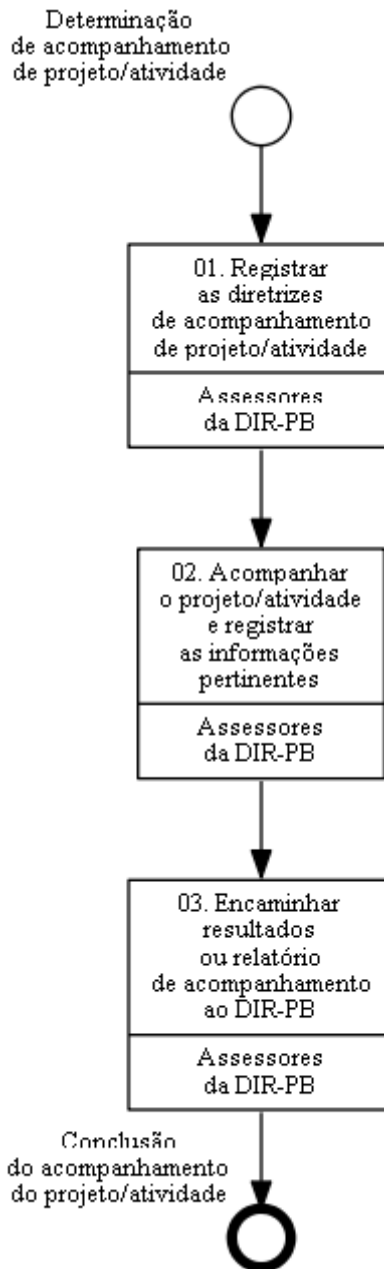 Determinação
de acompanhamento
de projeto/atividade
01. Registrar
as diretrizes
de acompanhamento
de projeto/atividade
Assessores
da DIR-PB
02. Acompanhar
o projeto/atividade
e registrar
as informações
pertinentes
Assessores
da DIR-PB
03. Encaminhar
resultados
ou relatório
de acompanhamento
ao DIR-PB
Assessores
da DIR-PB
Conclusão
do acompanhamento
do projeto/atividade